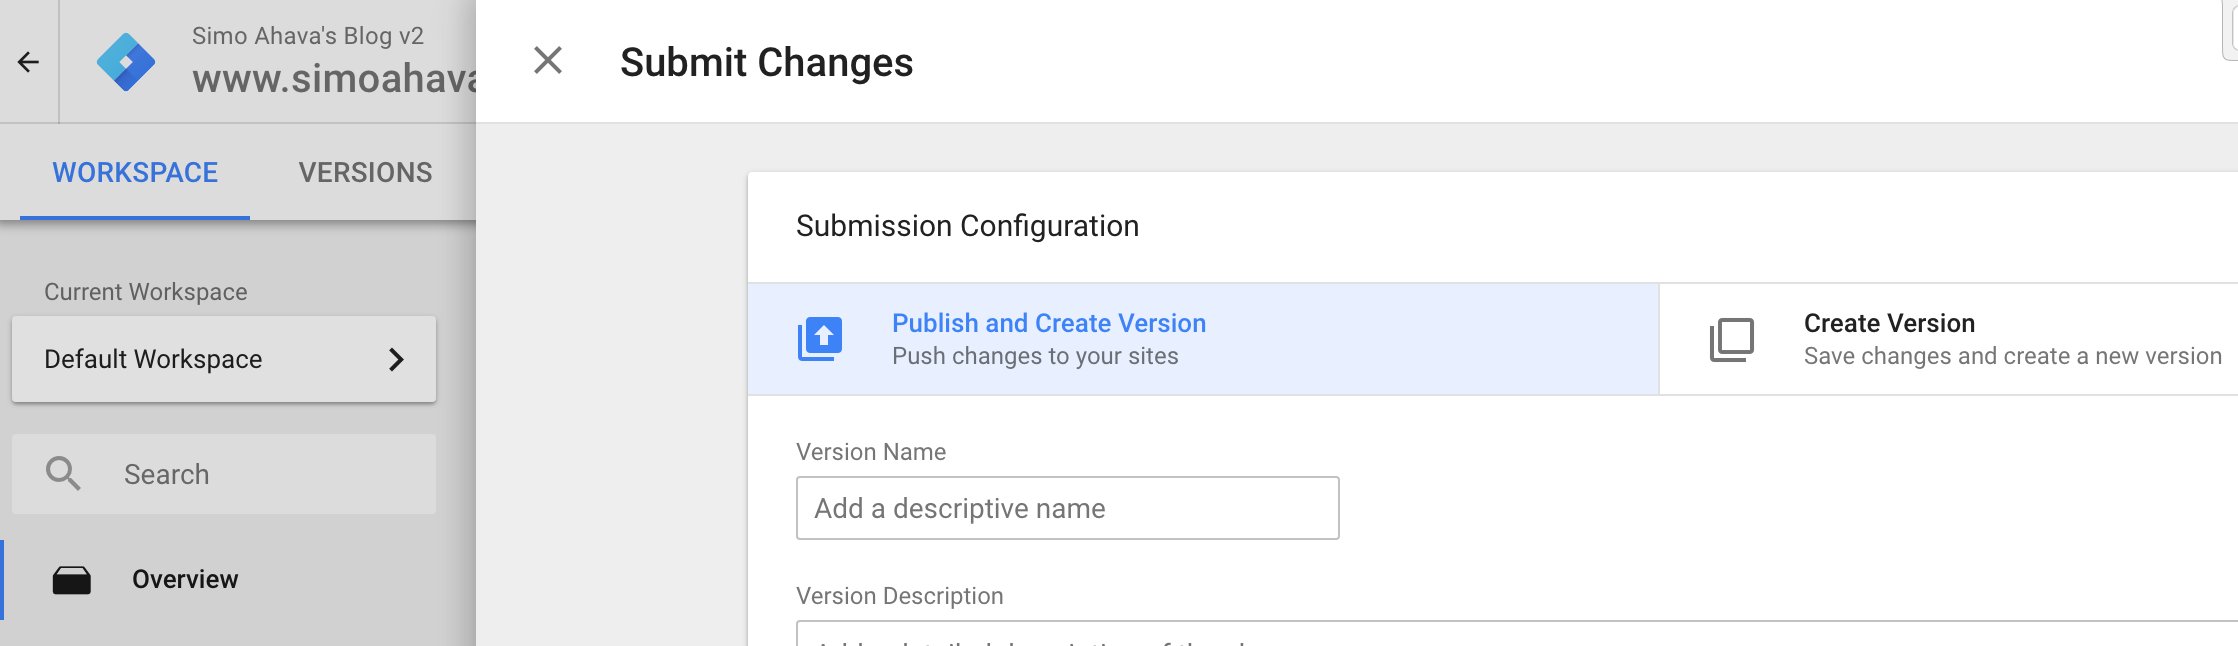 Simo Ahava's Blog v2
www.simoahava
Submit Changes
WORKSPACE
VERSIONS
Current Workspace
Default Workspace
Search
Overview
Submission Configuration
Publish and Create Version
Push changes to your sites
Create Version
Save changes and create a new version
Version Name
Add a descriptive name
Version Description